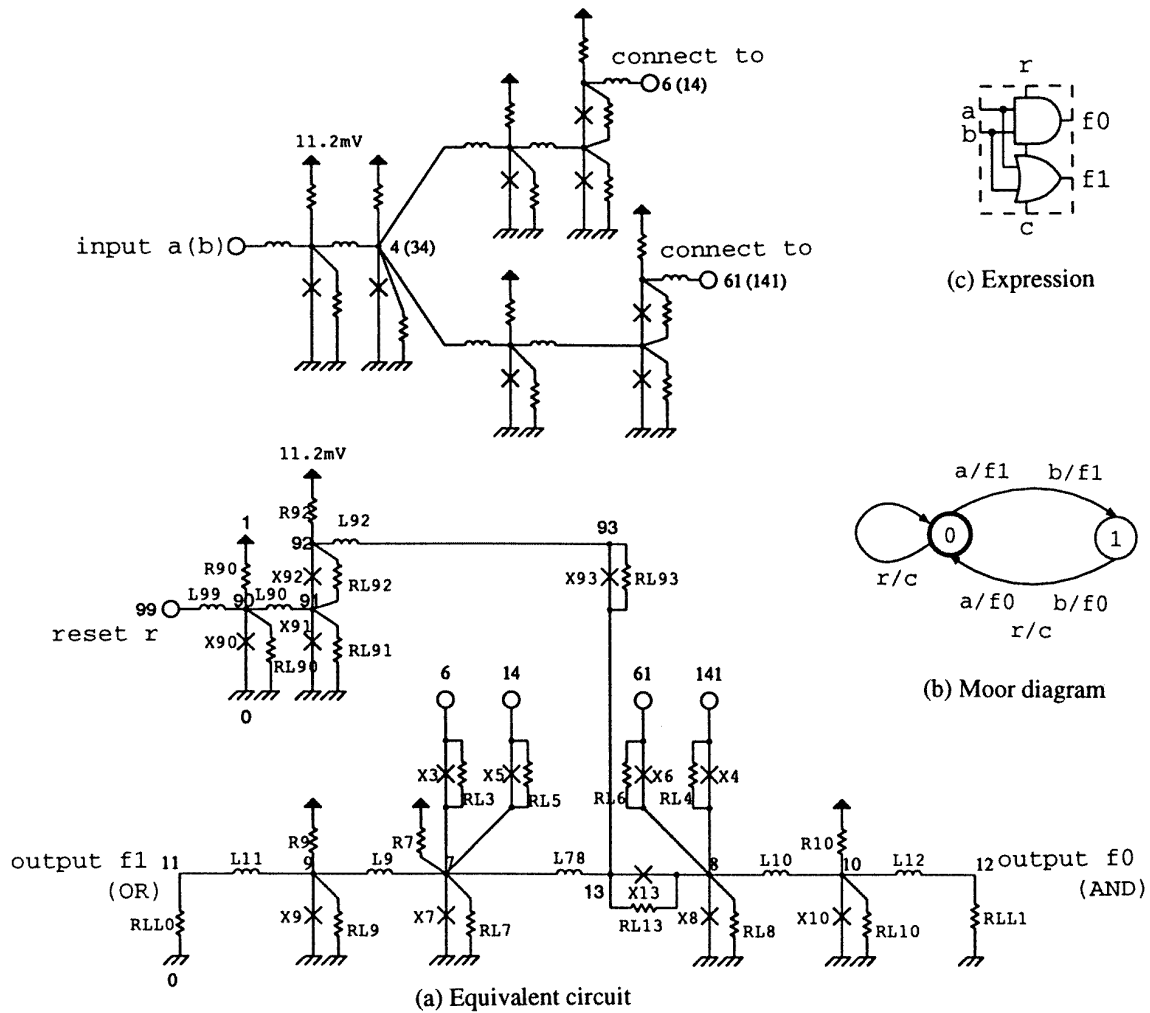 connect to
6 (14)
11.2mV
input a(b)
4 (34)
connect to
61 (141)
r
a
b
f0
f1
c
(c) Expression
11.2mV
R92
L92
93
1
92
R90
X92
RL92
X93
RL93
99
L99
90
L90
91
reset r
X90
X91
RL90
RL91
0
a/f1
b/f1
0
1
r/c
a/f0
b/f0
r/c
(b) Moor diagram
6
14
61
141
X3
RL3
X5
RL5
X6
RL6
X4
RL4
output f1
(OR)
11
L11
R9
9
L9
R7
7
L78
13
X13
RL13
8
L10
R10
10
L12
12
output f0
(AND)
RLL0
X9
RL9
X7
RL7
X8
RL8
X10
RL10
RLL1
0
(a) Equivalent circuit